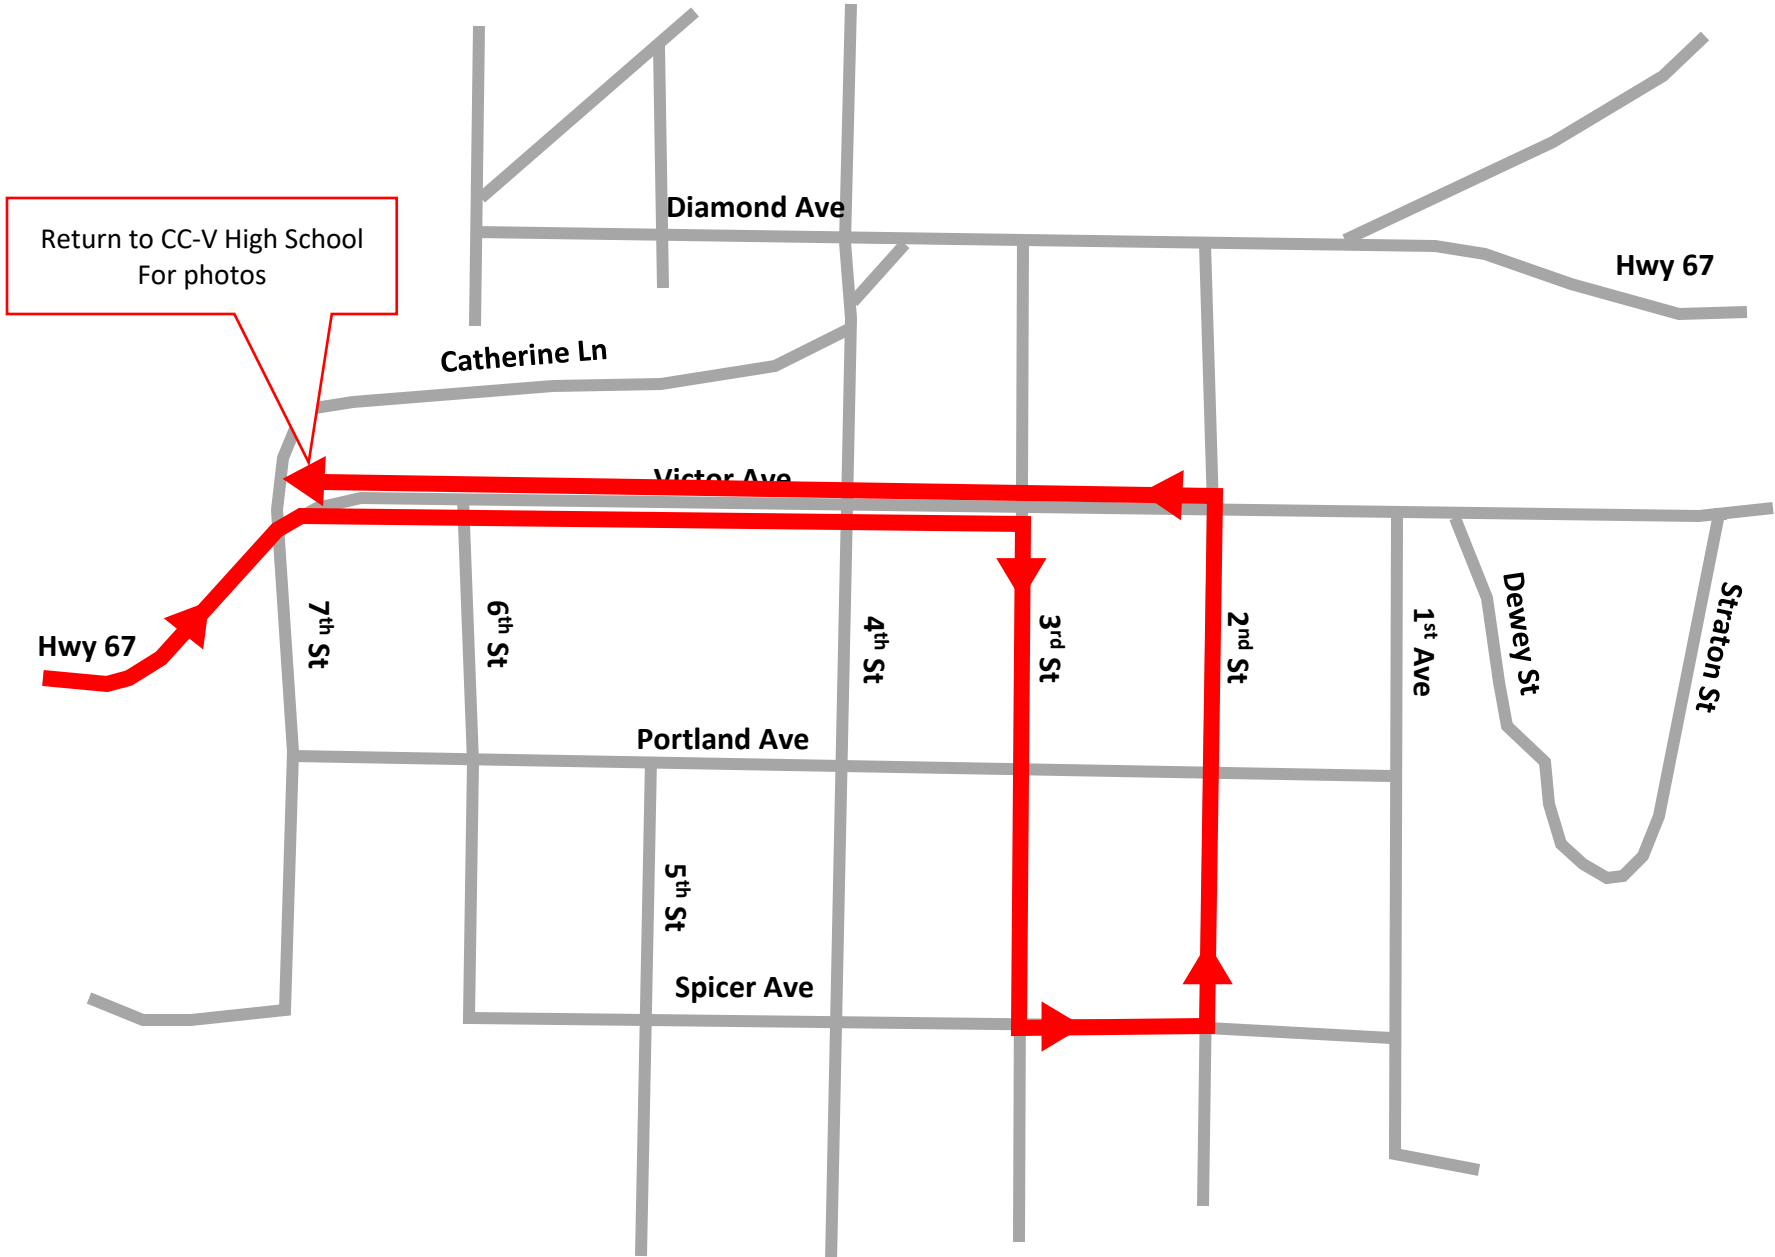 Diamond Ave
Return to CC-V High School
For photos
Hwy 67
Catherine Ln
Victor Ave
Hwy 67
7th St
6th St
4th St
3rd St
2nd St
1st Ave
Dewey St
Straton St
Portland Ave
5th St
Spicer Ave